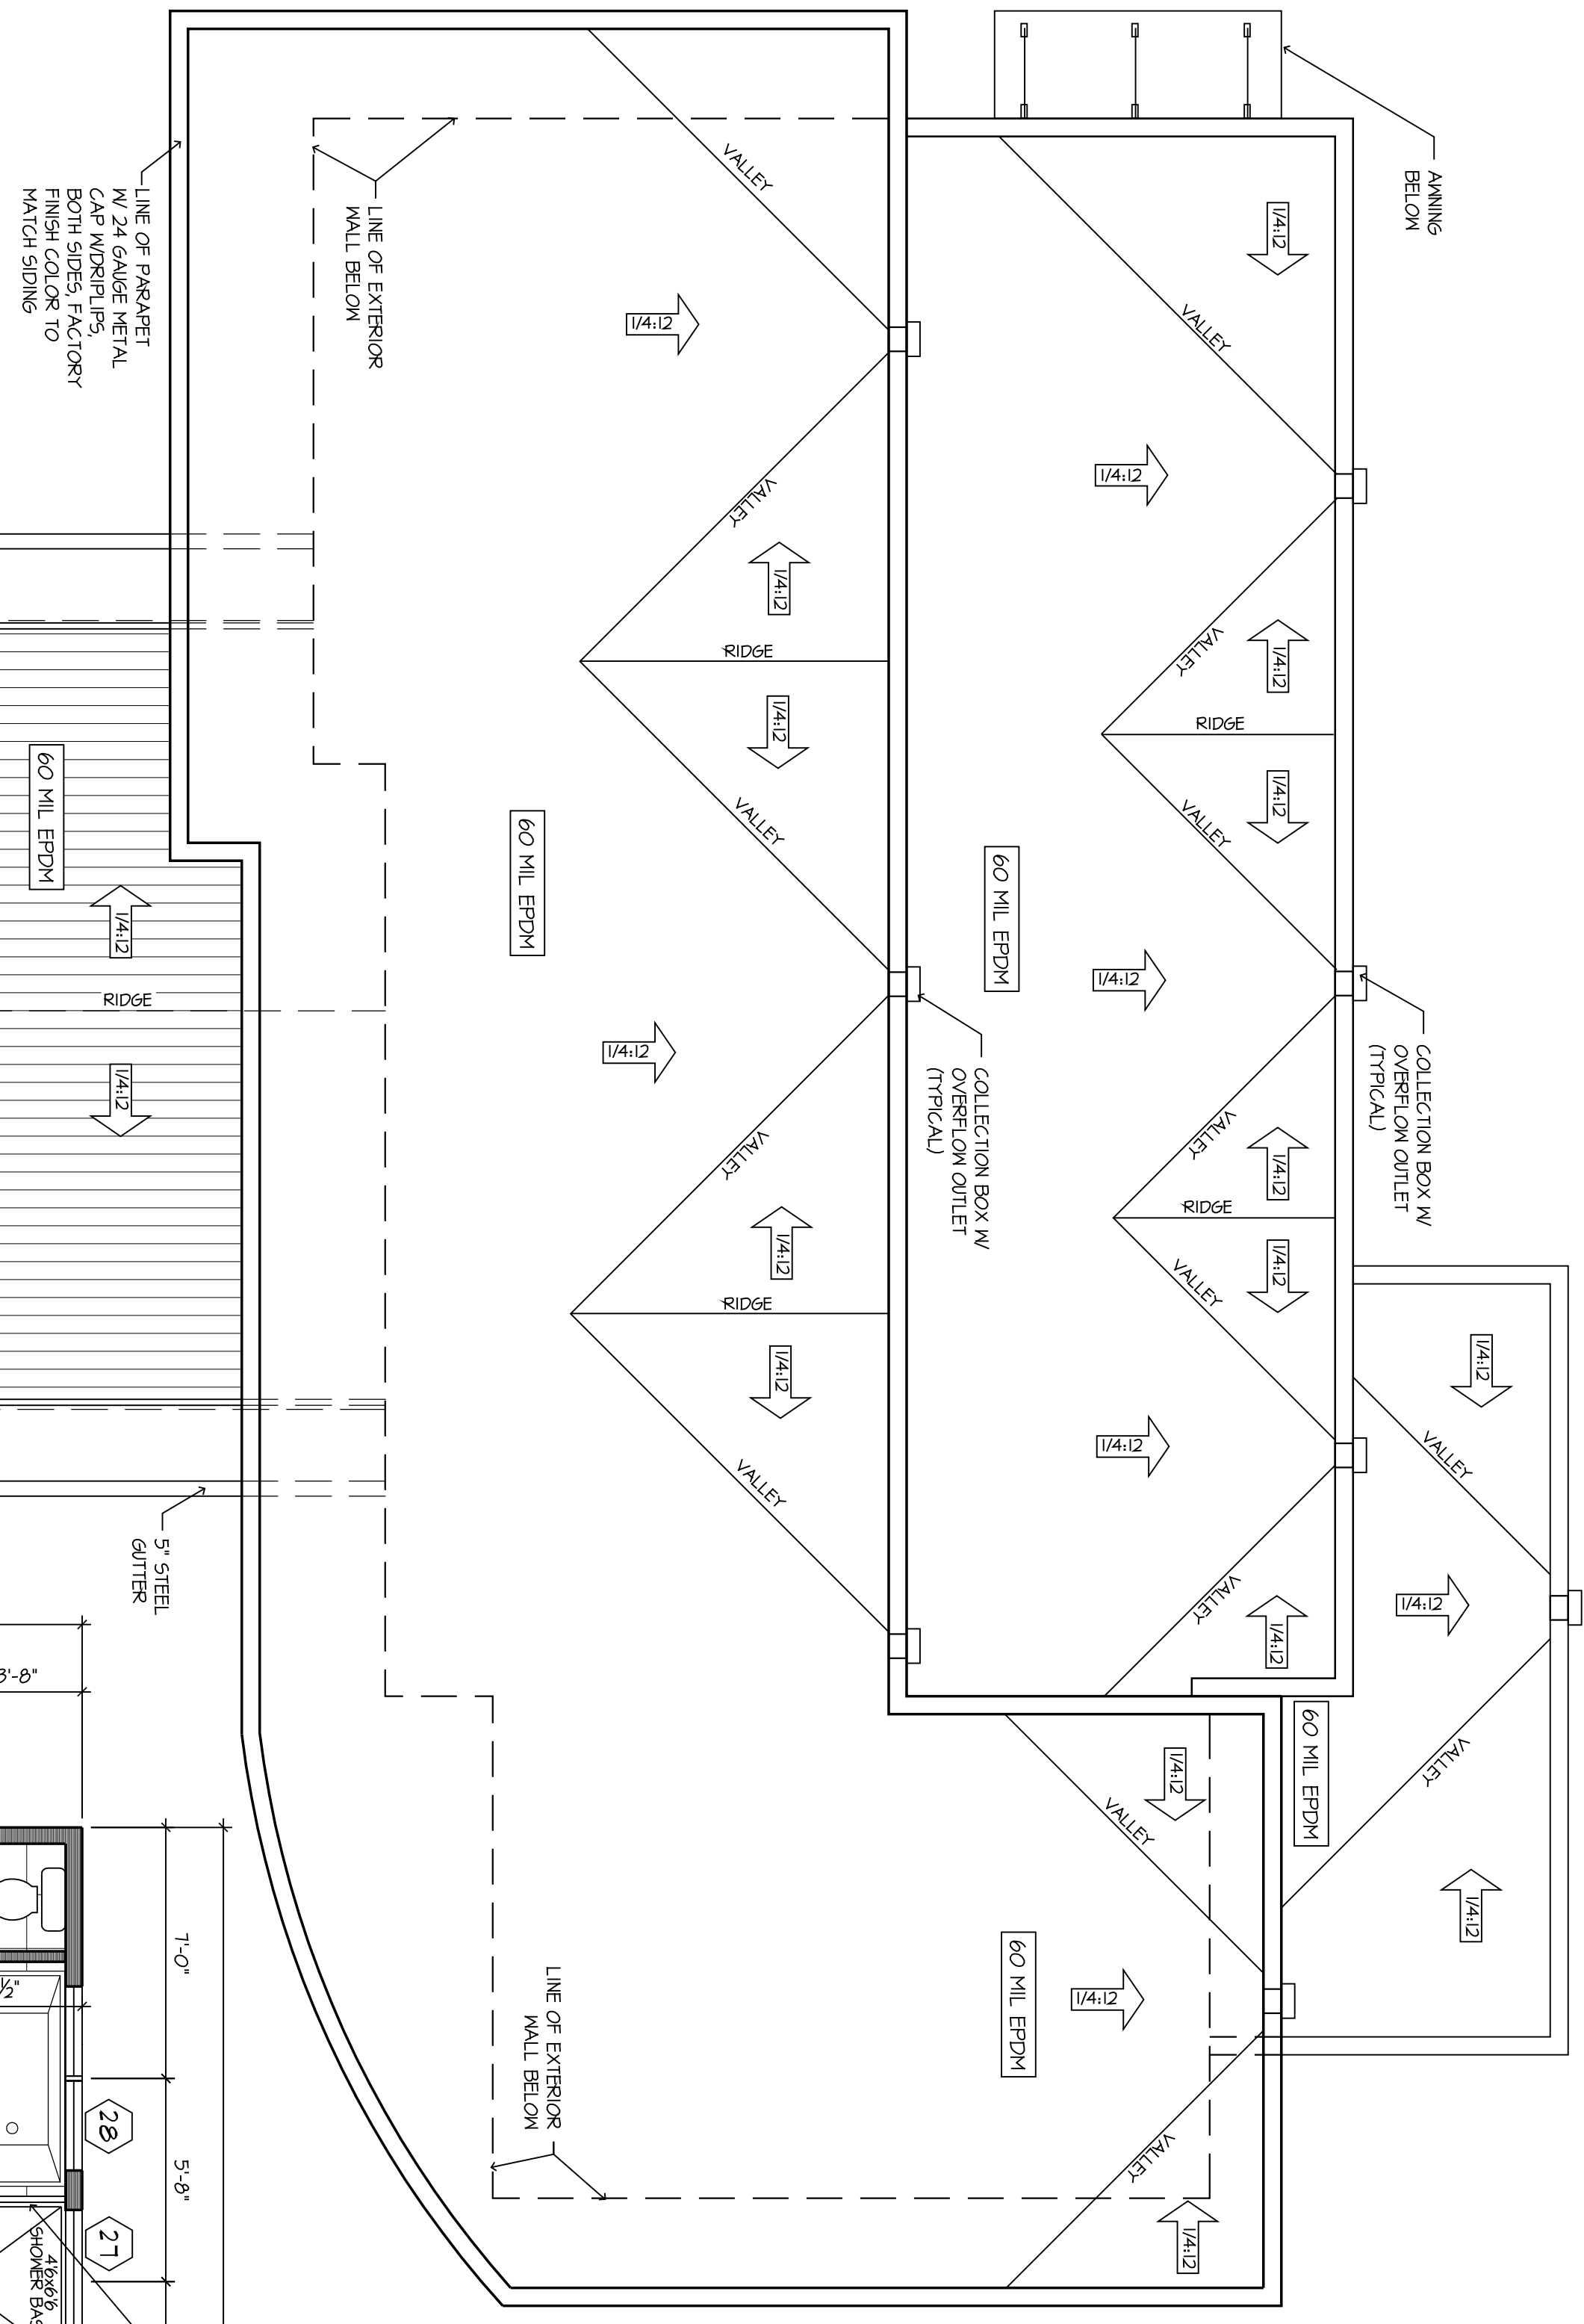 AWNING
BELOW
VALLEY
1/4:12
VALLEY
LINE OF EXTERIOR
WALL BELOW
LINE OF PARAPET
W/ 24 GAUGE METAL
CAP W/DRIPLIPS,
BOTH SIDES, FACTORY
FINISH COLOR TO
MATCH SIDING
1/4:12
1/4:12
VALLEY
1/4:12
VALLEY
1/4:12
RIDGE
1/4:12
RIDGE
1/4:12
VALLEY
VALLEY
60 MIL EPDM
60 MIL EPDM
60 MIL EPDM
1/4:12
RIDGE
1/4:12
1/4:12
1/4:12
COLLECTION BOX W/
OVERFLOW OUTLET
(TYPICAL)
COLLECTION BOX W/
OVERFLOW OUTLET
(TYPICAL)
VALLEY
VALLEY
1/4:12
1/4:12
RIDGE
RIDGE
1/4:12
1/4:12
VALLEY
VALLEY
1/4:12
1/4:12
VALLEY
5" STEEL
GUTTER
VALLEY
1/4:12
1/4:12
3'-8"
60 MIL EPDM
VALLEY
1/4:12
VALLEY
1/4:12
60 MIL EPDM
1/4:12
LINE OF EXTERIOR
WALL BELOW
VALLEY
1/4:12
7'-0"
1/2"
28
5'-8"
27
4'6x6'6
SHOWER BAS